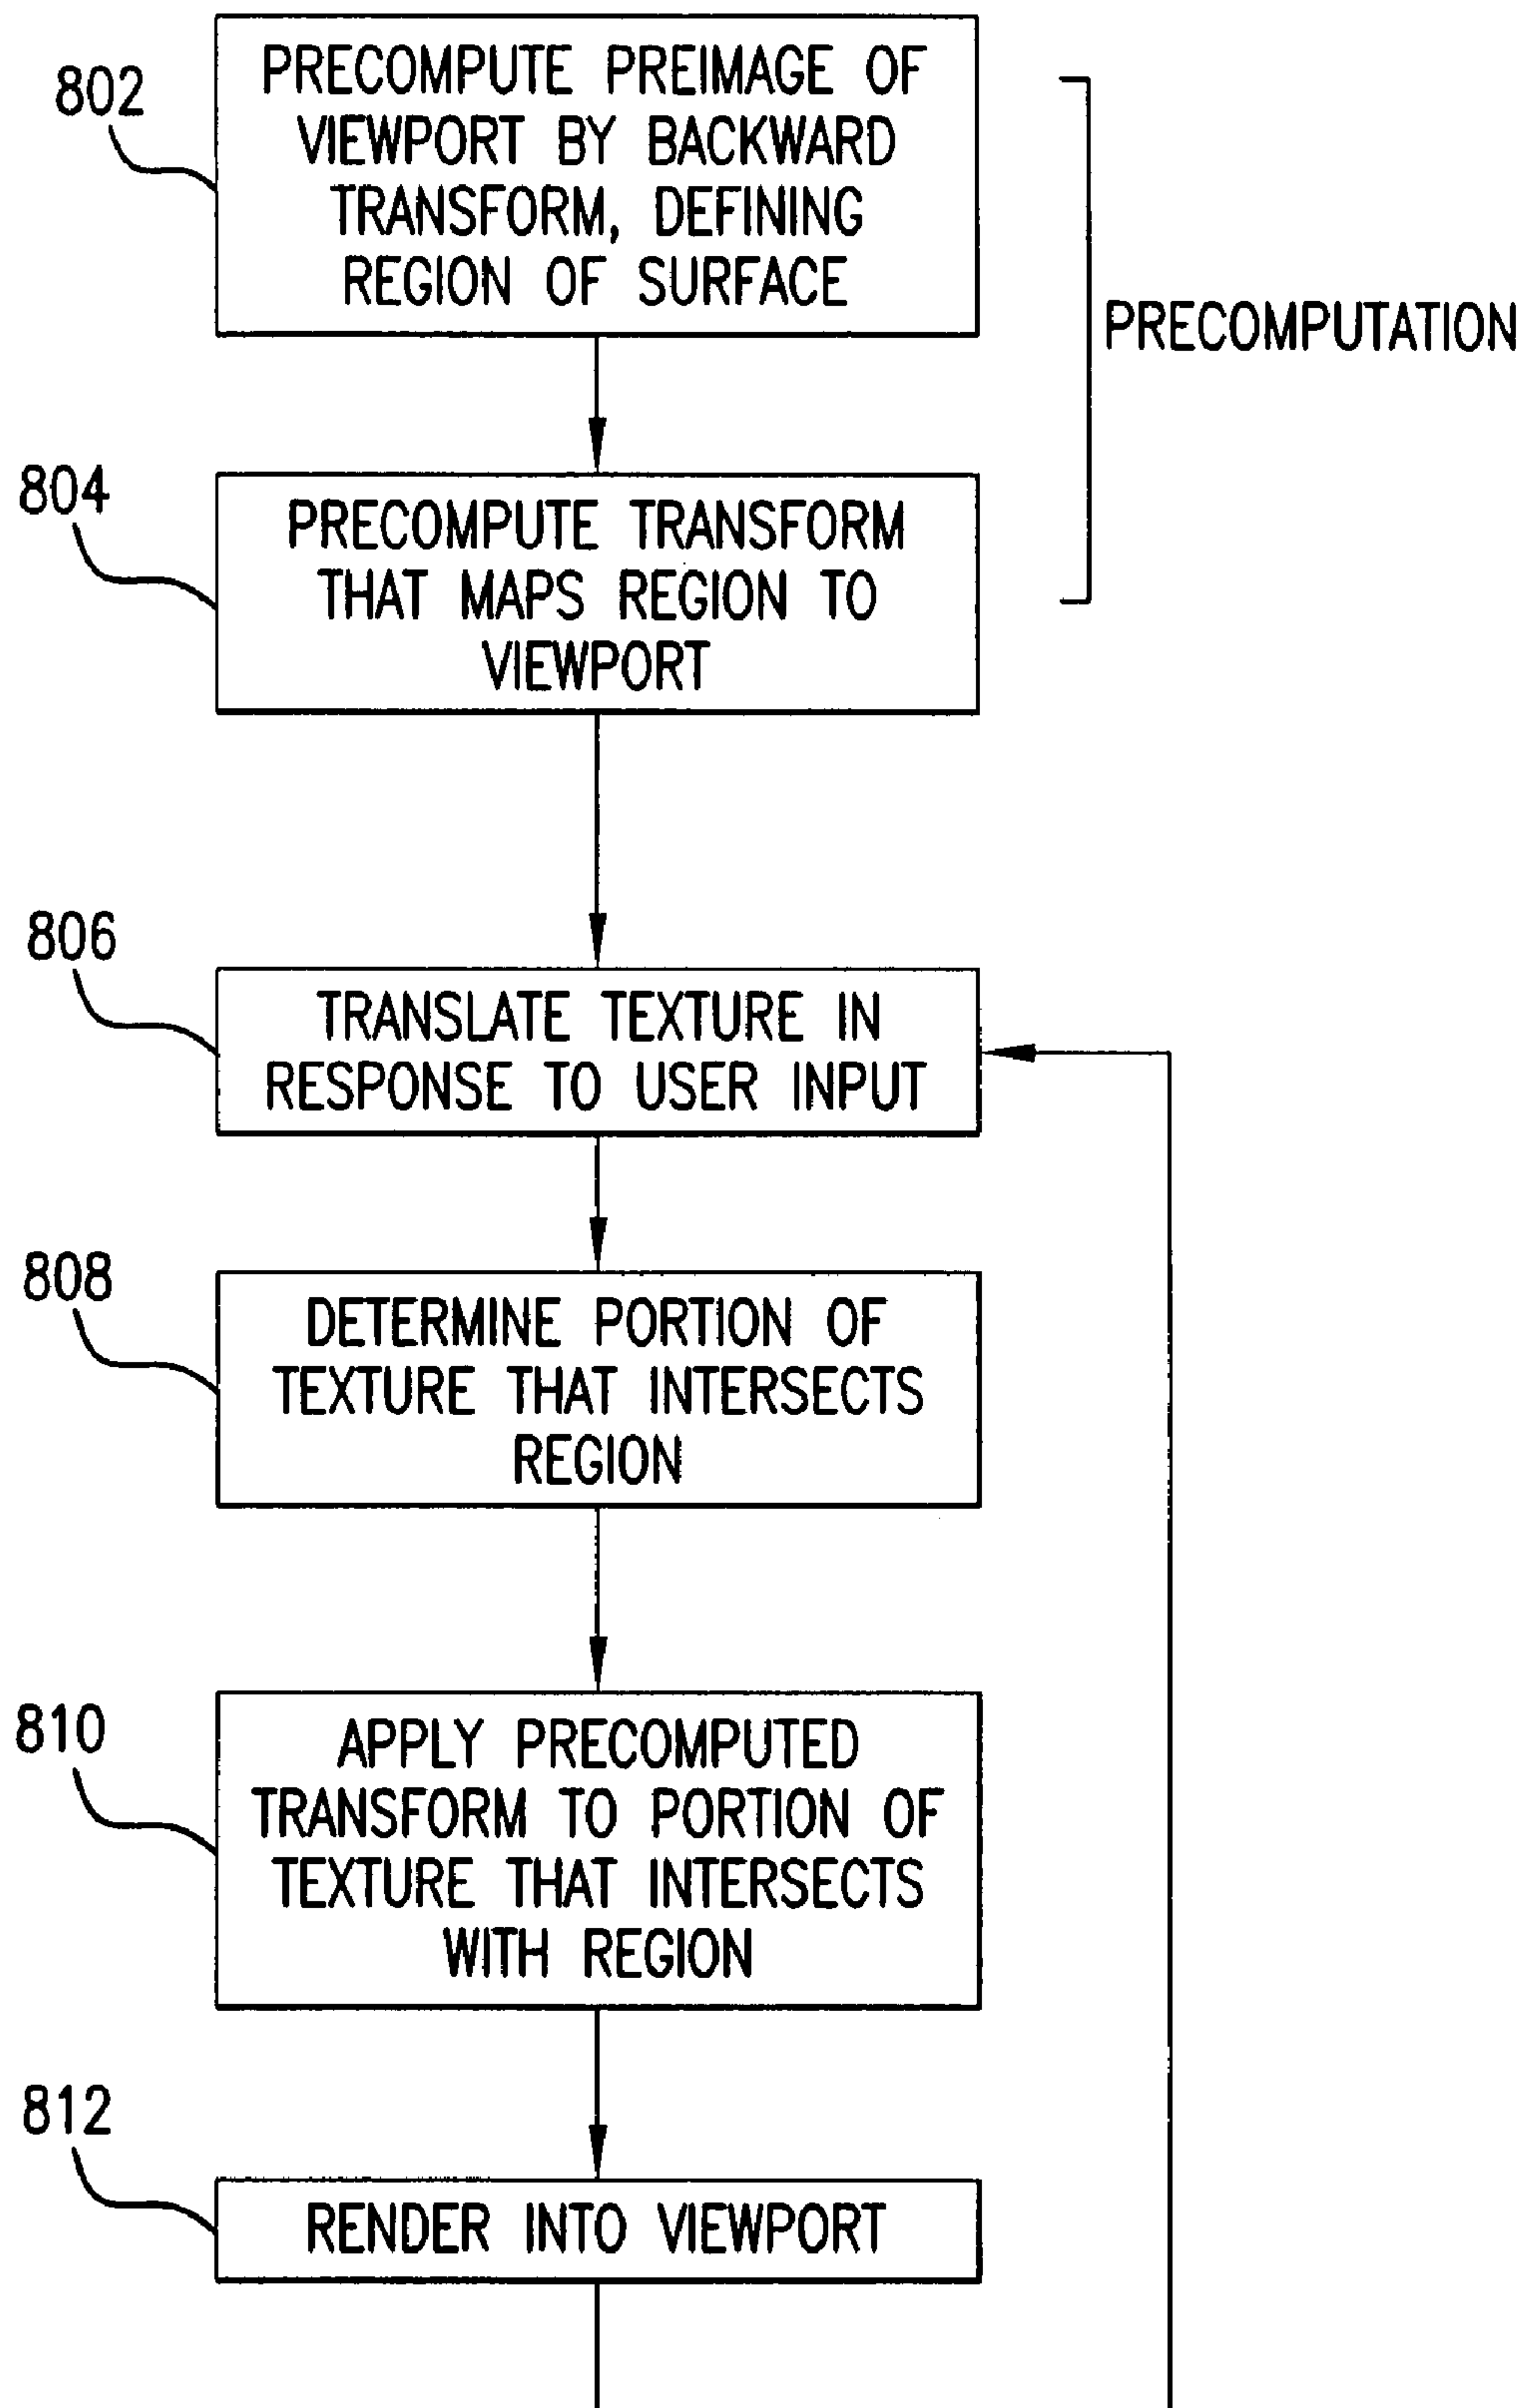 802
PRECOMPUTE PREIMAGE OF
VIEWPORT BY BACKWARD
TRANSFORM, DEFINING
REGION OF SURFACE
PRECOMPUTATION
804
PRECOMPUTE TRANSFORM
THAT MAPS REGION TO
VIEWPORT
806
TRANSLATE TEXTURE IN
RESPONSE TO USER INPUT
808
DETERMINE PORTION OF
TEXTURE THAT INTERSECTS
REGION
810
APPLY PRECOMPUTED
TRANSFORM TO PORTION OF
TEXTURE THAT INTERSECTS
WITH REGION
812
RENDER INTO VIEWPORT